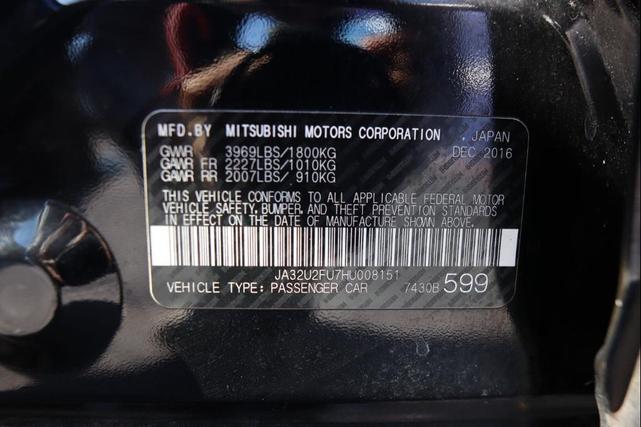 MFD.BY MITSUBISHI MOTORS CORPORATION , JAPAN
GVWR 3969LBS/1800KG DEC 2016
GAWR FR 2227LBS/1010KG
GAWR RR 2007LBS/ 910KG
THIS VEHICLE CONFORMS TO ALL APPLICABLE FEDERAL MOTOR
VEHICLE SAFETY, BUMPER, AND THEFT PREVENTION STANDARDS
IN EFFECT ON THE DATE OF MANUFACTURE SHOWN ABOVE.
JA32U2FU7HU008151
VEHICLE TYPE: PASSENGER CAR 7430B 599